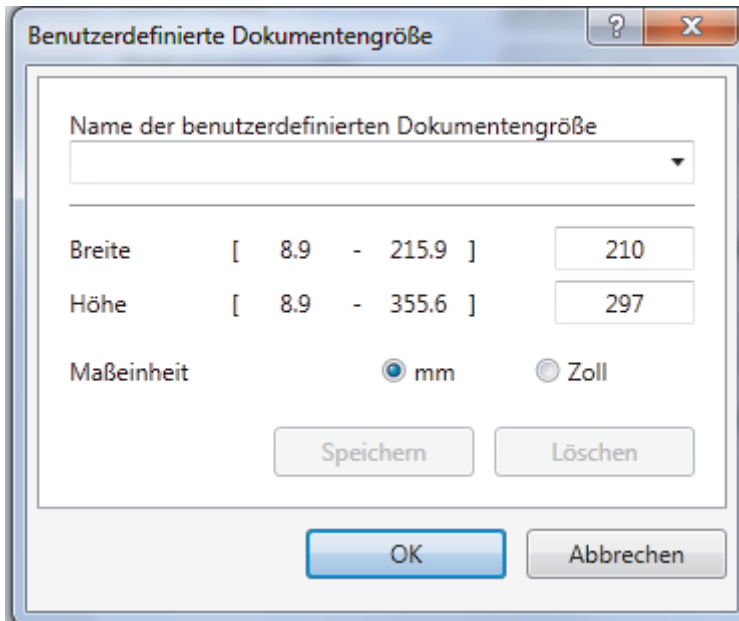 Benutzerdefinierte Dokumentengröße ?
Name der benutzerdefinierten Dokumentengröße
Breite [ 8.9 - 215.9 ] 210
Höhe [ 8.9 - 355.6 ] 297
Maßeinheit mm Zoll
Speichern Löschen
OK Abbrechen